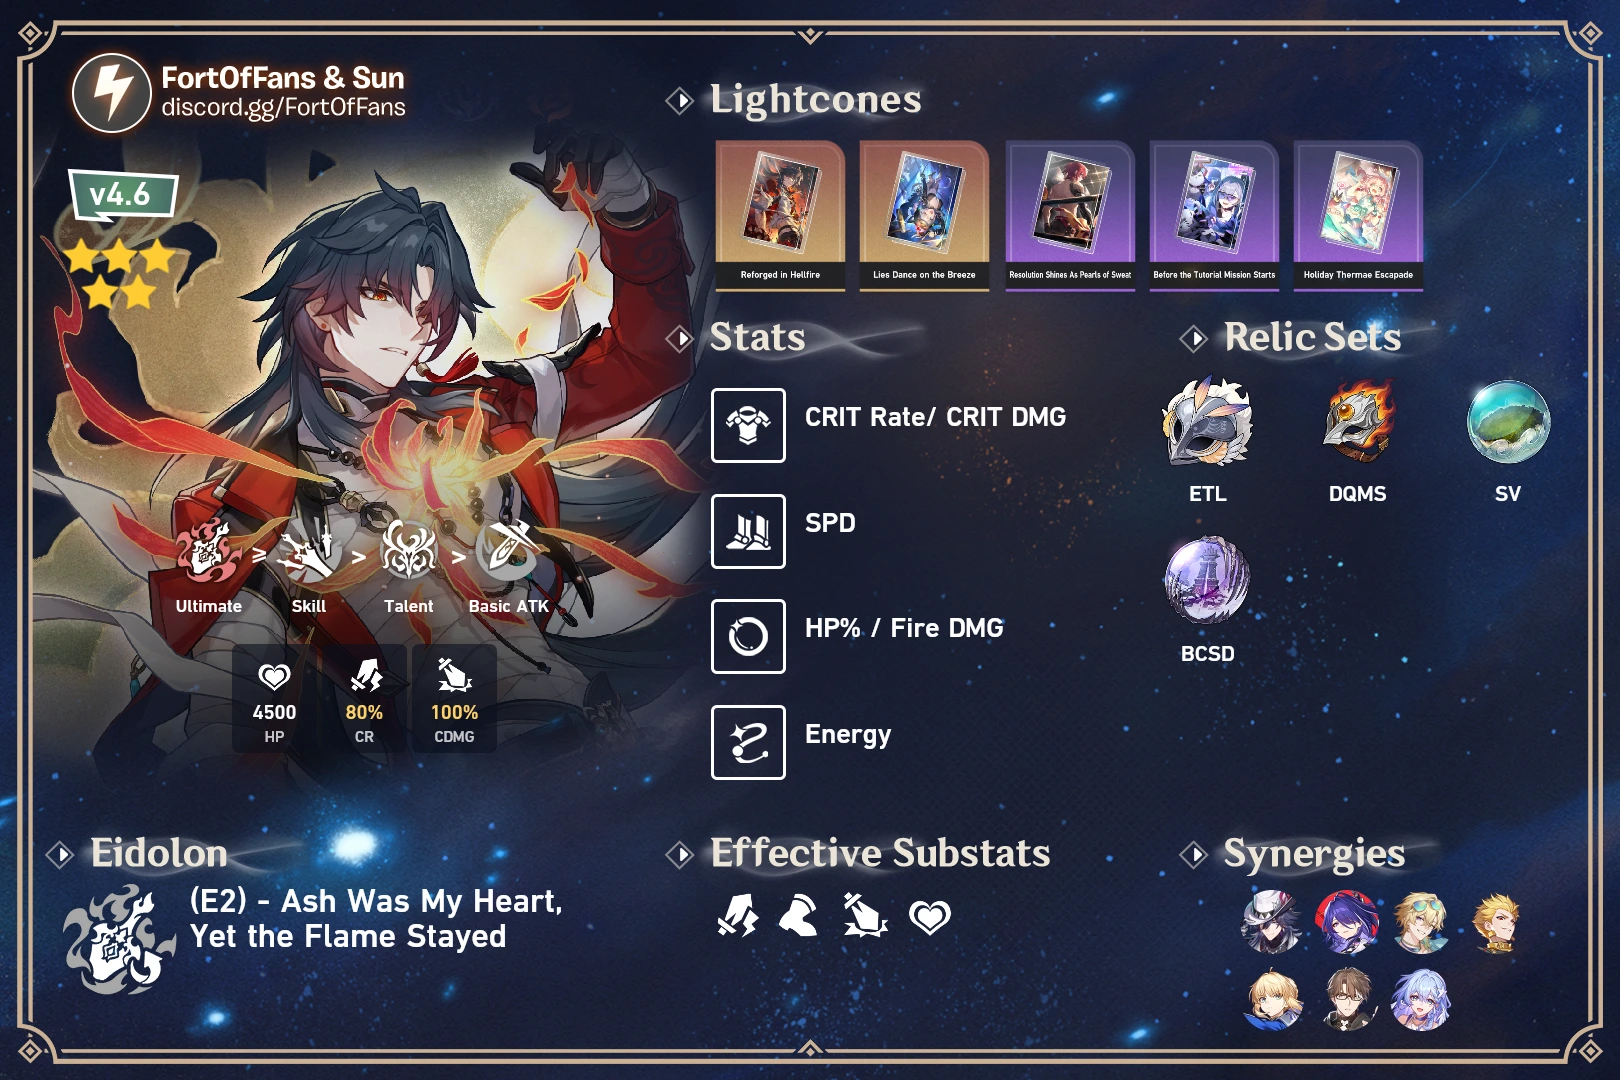 FortOfFans & Sun
discord.gg/FortOfFans
v4.6
Lightcones
Reforged in Hellfire
Lies Dance on the Breeze
Resolution Shines As Pearls of Sweat
Before the Tutorial Mission Starts
Holiday Thermae Escapade
Stats
CRIT Rate/ CRIT DMG
SPD
HP% / Fire DMG
Energy
Relic Sets
ETL
DQMS
SV
BCSD
≥ > >
Ultimate Skill Talent Basic ATK
4500 80% 100%
HP CR CDMG
Eidolon
(E2) - Ash Was My Heart,
Yet the Flame Stayed
Effective Substats
Synergies